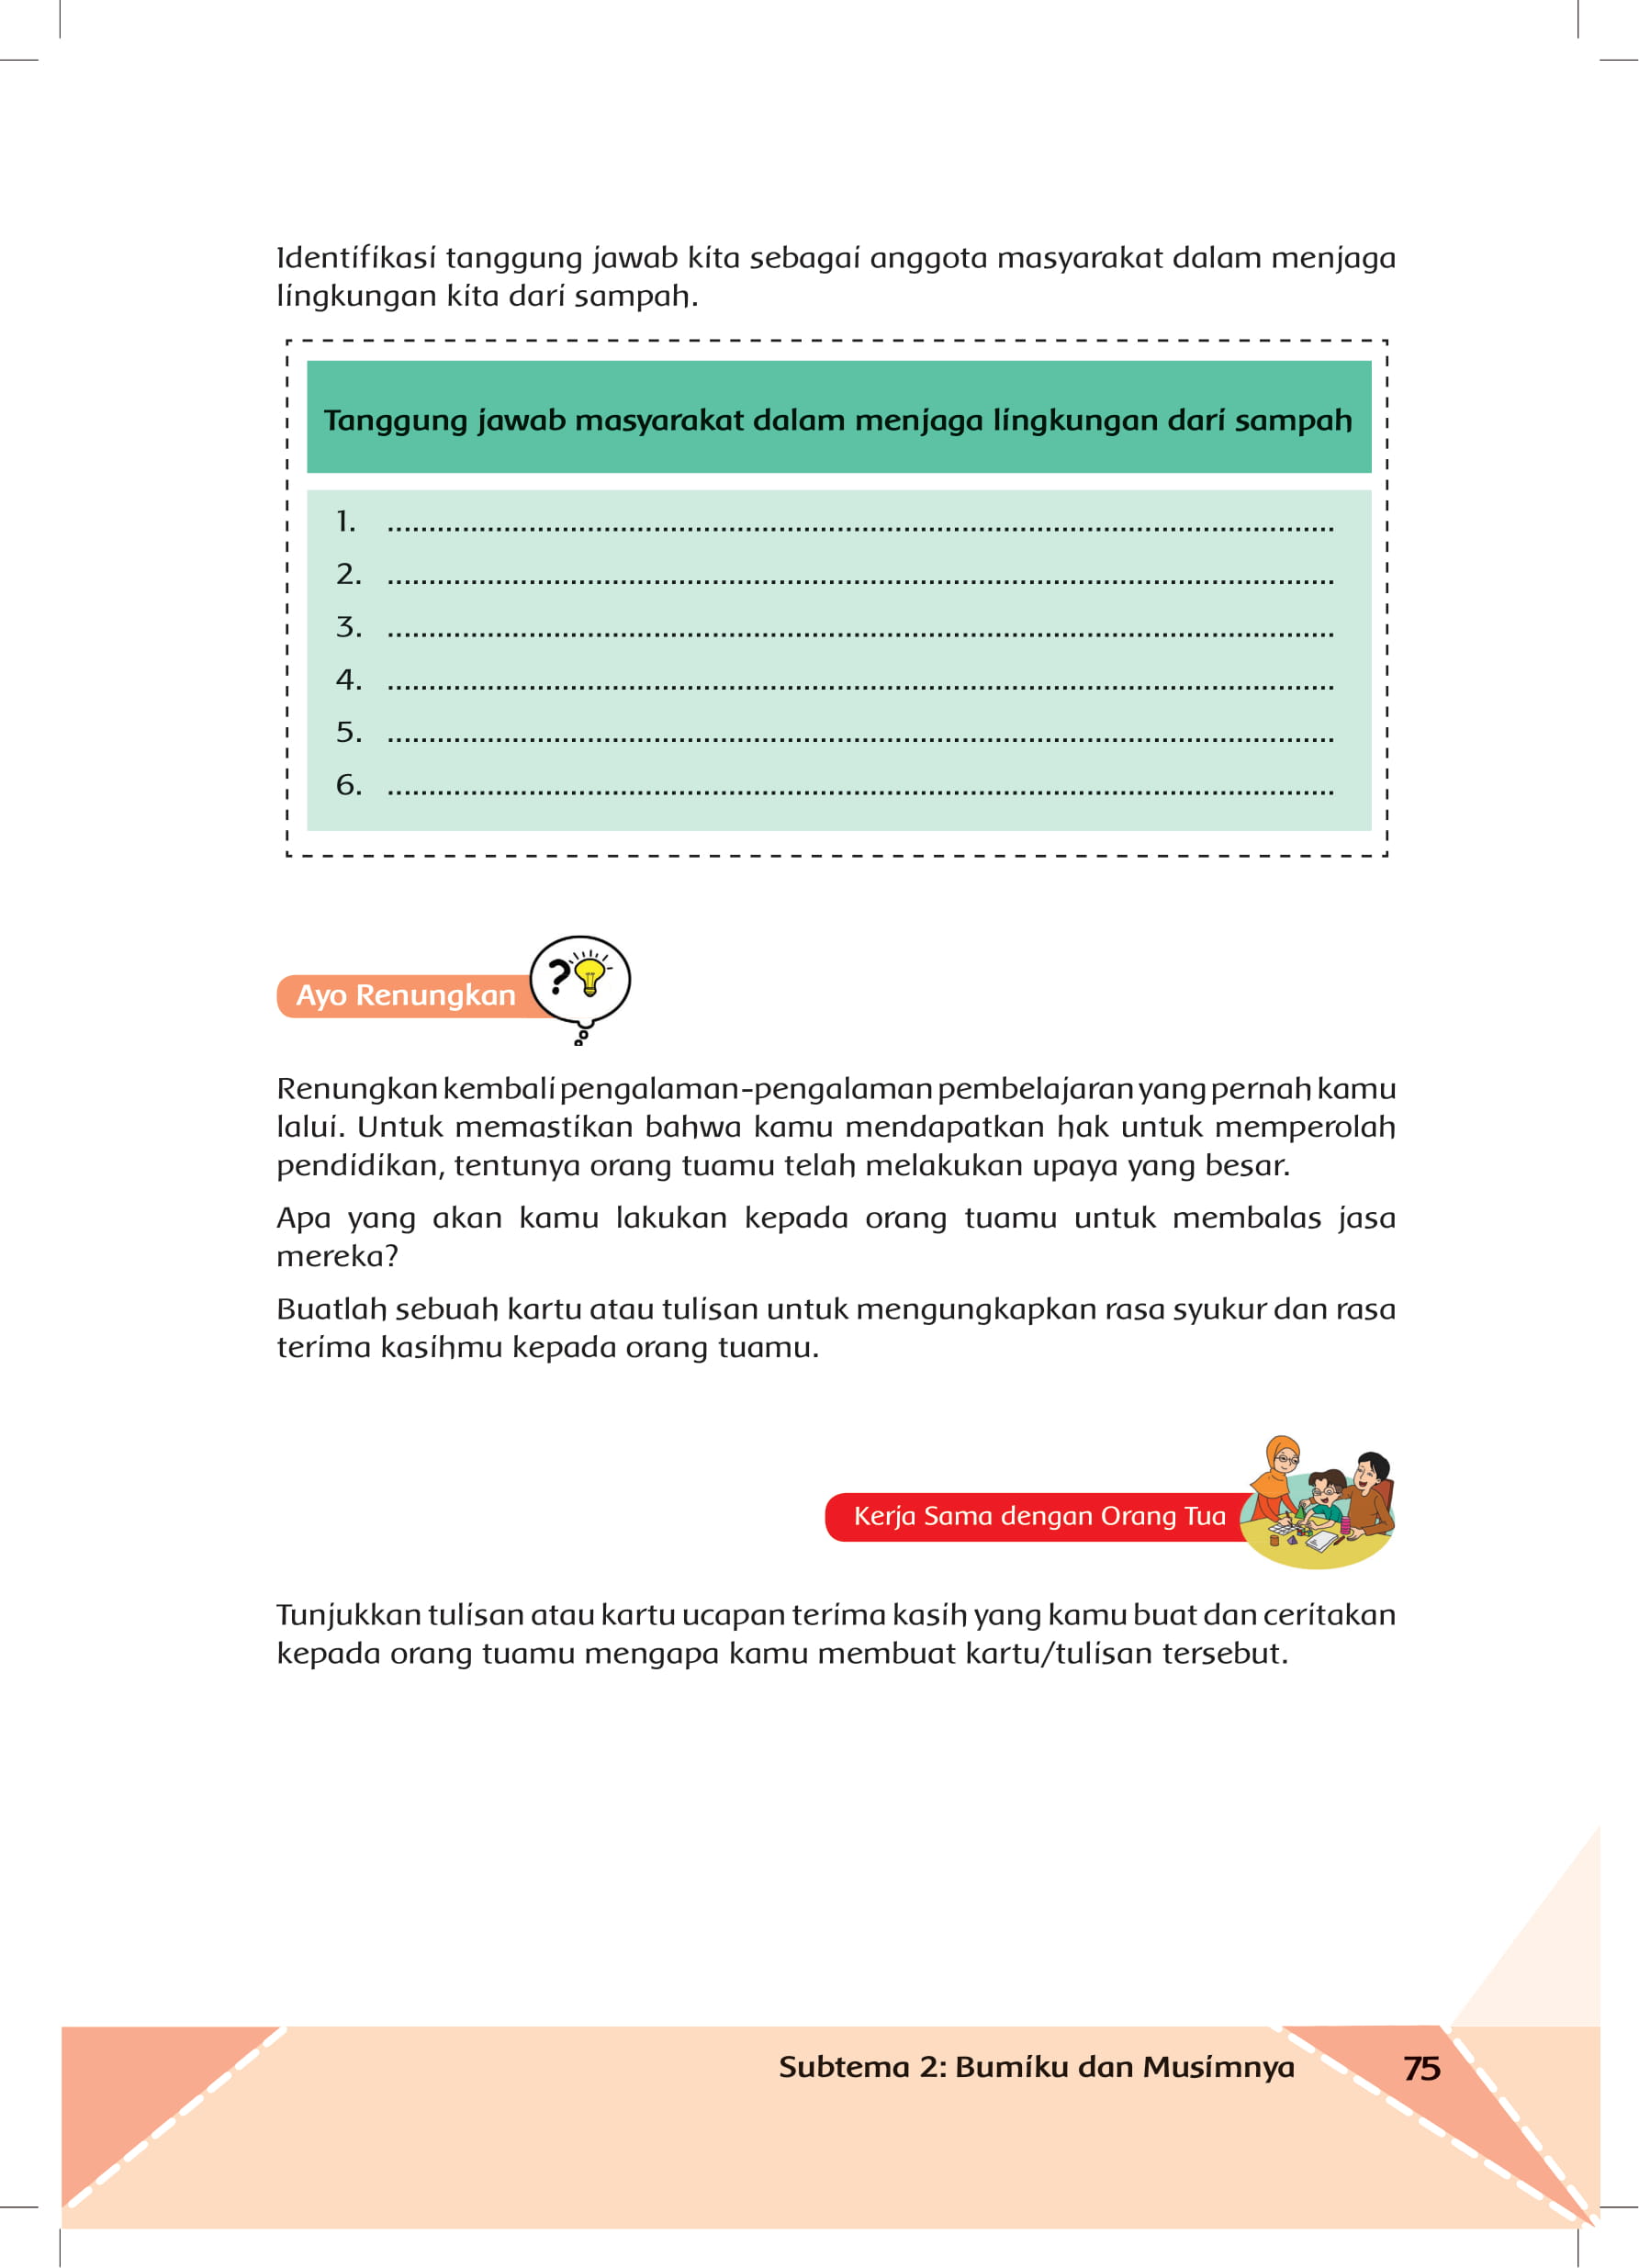 Identifikasi tanggung jawab kita sebagai anggota masyarakat dalam menjaga
lingkungan kita dari sampah.
Tanggung jawab masyarakat dalam menjaga lingkungan dari sampah
1. ..................................................................................................................
2. ..................................................................................................................
3. ..................................................................................................................
4. ..................................................................................................................
5. ..................................................................................................................
6. ..................................................................................................................
Ayo Renungkan
?
Renungkan kembali pengalaman-pengalaman pembelajaran yang pernah kamu
lalui. Untuk memastikan bahwa kamu mendapatkan hak untuk memperolah
pendidikan, tentunya orang tuamu telah melakukan upaya yang besar.
Apa yang akan kamu lakukan kepada orang tuamu untuk membalas jasa
mereka?
Buatlah sebuah kartu atau tulisan untuk mengungkapkan rasa syukur dan rasa
terima kasihmu kepada orang tuamu.
Kerja Sama dengan Orang Tua
Tunjukkan tulisan atau kartu ucapan terima kasih yang kamu buat dan ceritakan
kepada orang tuamu mengapa kamu membuat kartu/tulisan tersebut.
Subtema 2: Bumiku dan Musimnya 75